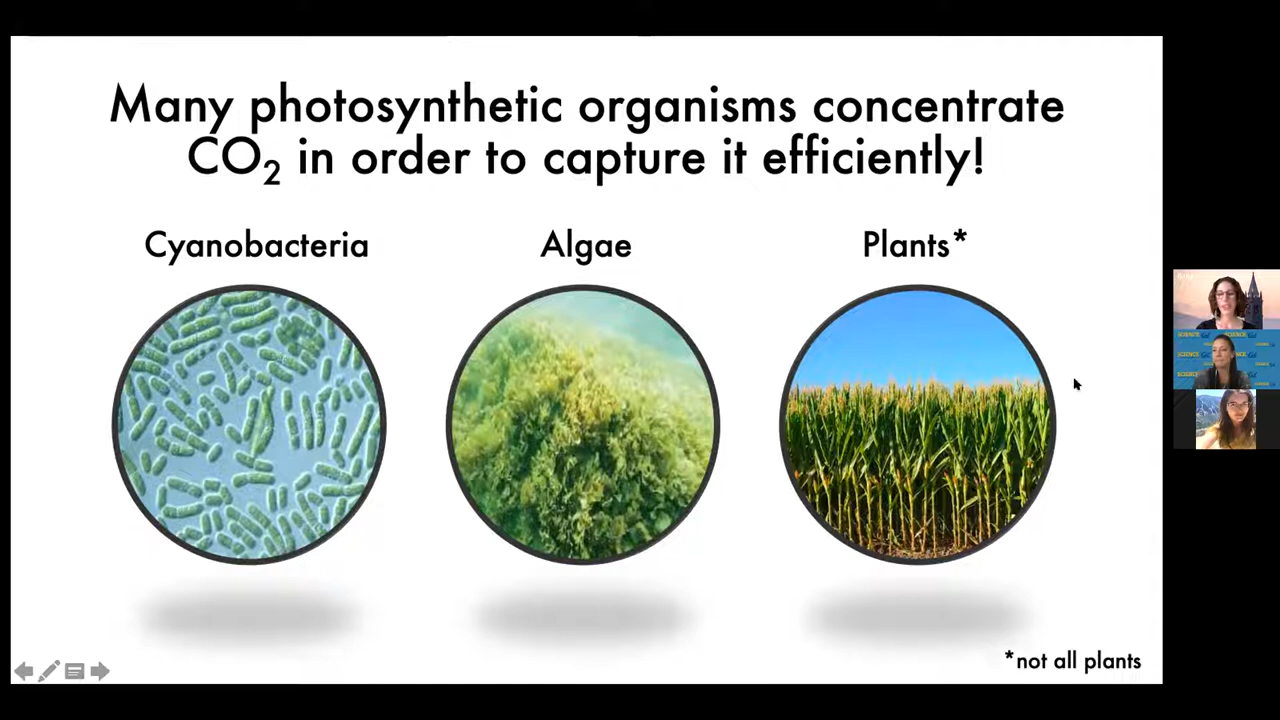 Many photosynthetic organisms concentrate
CO₂ in order to capture it efficiently!
Cyanobacteria
Algae
Plants*
*not all plants